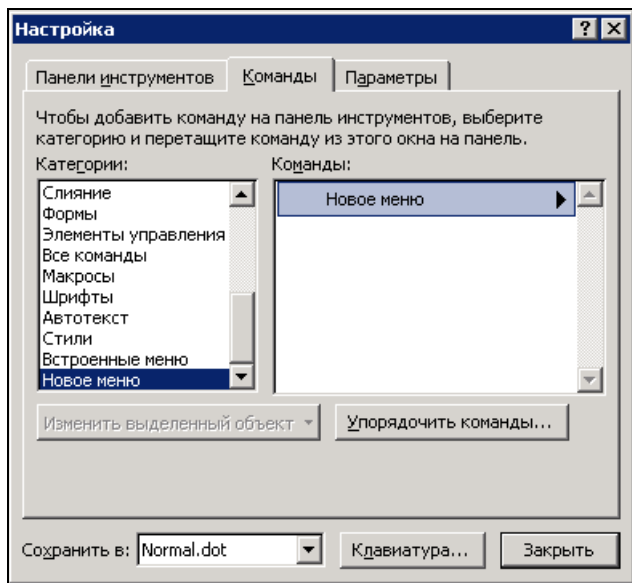 Настройка
Панели инструментов Команды Параметры
Чтобы добавить команду на панель инструментов, выберите
категорию и перетащите команду из этого окна на панель.
Категории: Команды:
Слияние
Формы
Элементы управления
Все команды
Макросы
Шрифты
Автотекст
Стили
Встроенные меню
Новое меню
Новое меню
Изменить выделенный объект Упорядочить команды...
Сохранить в: Normal.dot Клавиатура... Закрыть